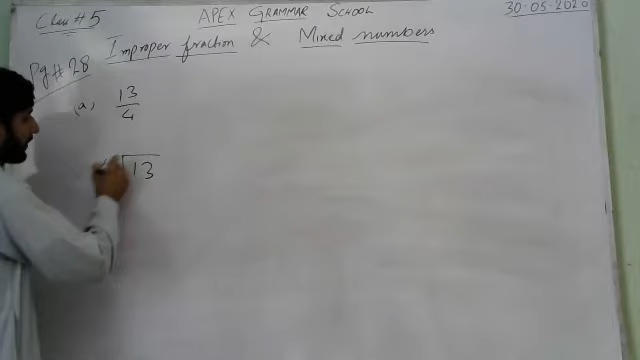 Class # 5 APEX GRAMMAR SCHOOL 30-05-2020
Improper fraction & Mixed numbers
Pg # 28
(a) 13
4
13